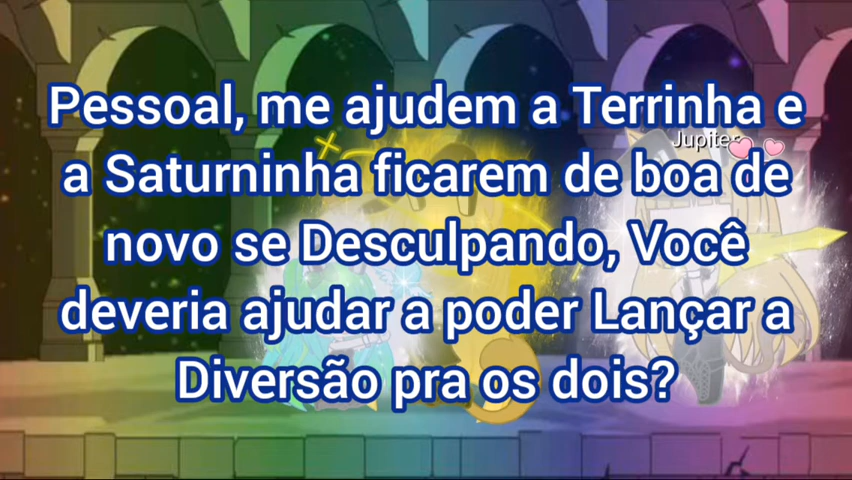 Pessoal, me ajudem a Terrinha e
Jupiter
a Saturninha ficarem de boa de
novo se Desculpando, Você
deveria ajudar a poder Lançar a
Diversão pra os dois?